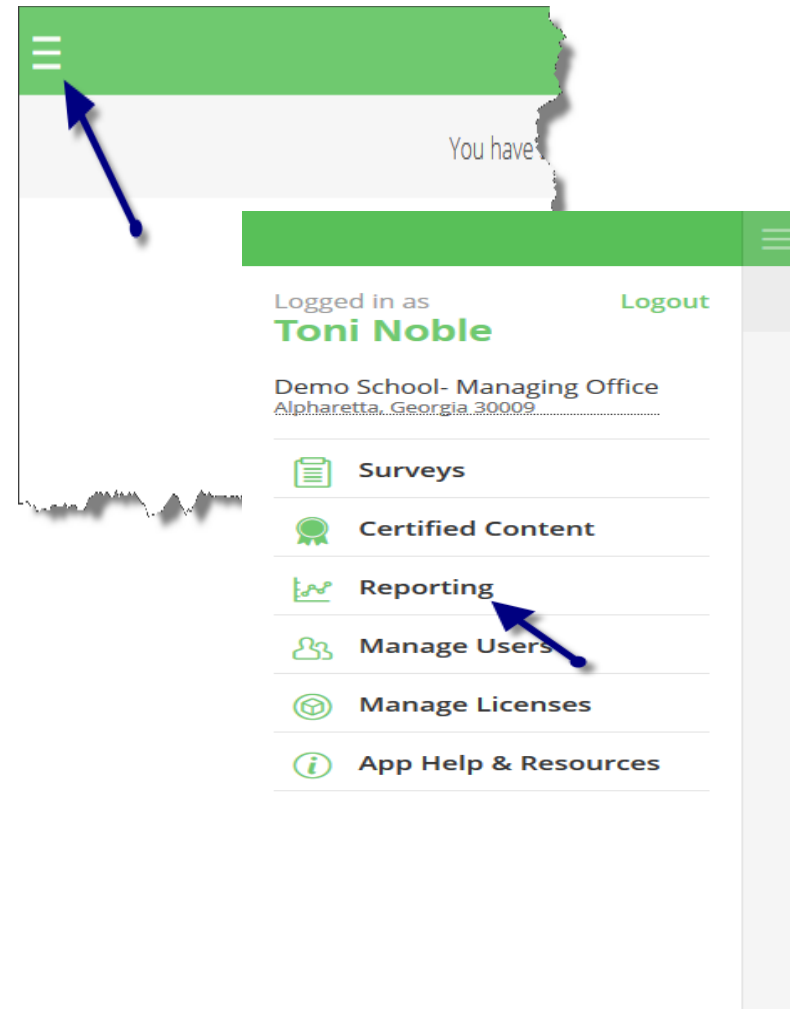 You have
Logged in as
Logout
Toni Noble
Demo School- Managing Office
Alpharetta, Georgia 30009
Surveys
Certified Content
Reporting
Manage Users
Manage Licenses
App Help & Resources